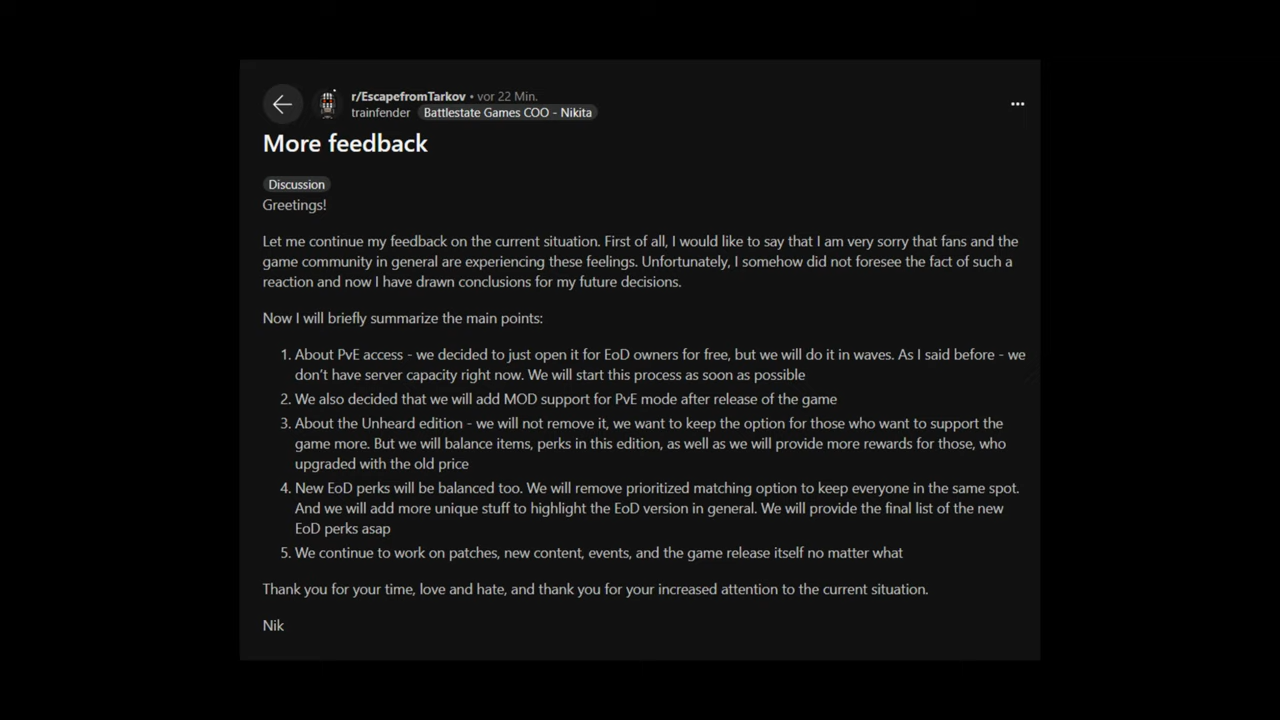 r/EscapefromTarkov • vor 22 Min.
trainfender Battlestate Games COO - Nikita
More feedback
Discussion
Greetings!
Let me continue my feedback on the current situation. First of all, I would like to say that I am very sorry that fans and the
game community in general are experiencing these feelings. Unfortunately, I somehow did not foresee the fact of such a
reaction and now I have drawn conclusions for my future decisions.
Now I will briefly summarize the main points:
1. About PvE access - we decided to just open it for EoD owners for free, but we will do it in waves. As I said before - we
don't have server capacity right now. We will start this process as soon as possible
2. We also decided that we will add MOD support for PvE mode after release of the game
3. About the Unheard edition - we will not remove it, we want to keep the option for those who want to support the
game more. But we will balance items, perks in this edition, as well as we will provide more rewards for those, who
upgraded with the old price
4. New EoD perks will be balanced too. We will remove prioritized matching option to keep everyone in the same spot.
And we will add more unique stuff to highlight the EoD version in general. We will provide the final list of the new
EoD perks asap
5. We continue to work on patches, new content, events, and the game release itself no matter what
Thank you for your time, love and hate, and thank you for your increased attention to the current situation.
Nik